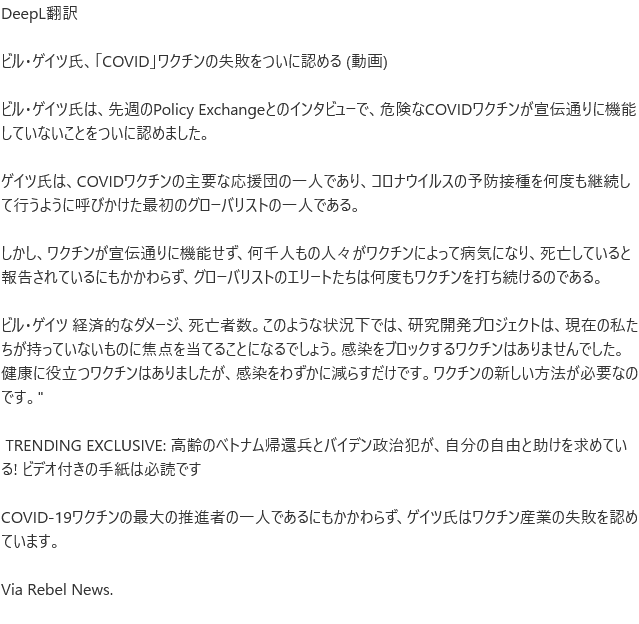 DeepL翻訳
ビル・ゲイツ氏、「COVID」ワクチンの失敗をついに認める (動画)
ビル・ゲイツ氏は、先週のPolicy Exchangeとのインタビューで、危険なCOVIDワクチンが宣伝通りに機能
していないことをついに認めました。
ゲイツ氏は、COVIDワクチンの主要な応援団の一人であり、コロナウイルスの予防接種を何度も継続し
て行うように呼びかけた最初のグローバリストの一人である。
しかし、ワクチンが宣伝通りに機能せず、何千人もの人々がワクチンによって病気になり、死亡していると
報告されているにもかかわらず、グローバリストのエリートたちは何度もワクチンを打ち続けるのである。
ビル・ゲイツ 経済的なダメージ、死亡者数。このような状況下では、研究開発プロジェクトは、現在の私た
ちが持っていないものに焦点を当てることになるでしょう。感染をブロックするワクチンはありませんでした。
健康に役立つワクチンはありましたが、感染をわずかに減らすだけです。ワクチンの新しい方法が必要なの
です。"
TRENDING EXCLUSIVE: 高齢のベトナム帰還兵とバイデン政治犯が、自分の自由と助けを求めてい
る! ビデオ付きの手紙は必読です
COVID-19ワクチンの最大の推進者の一人であるにもかかわらず、ゲイツ氏はワクチン産業の失敗を認め
ています。
Via Rebel News.